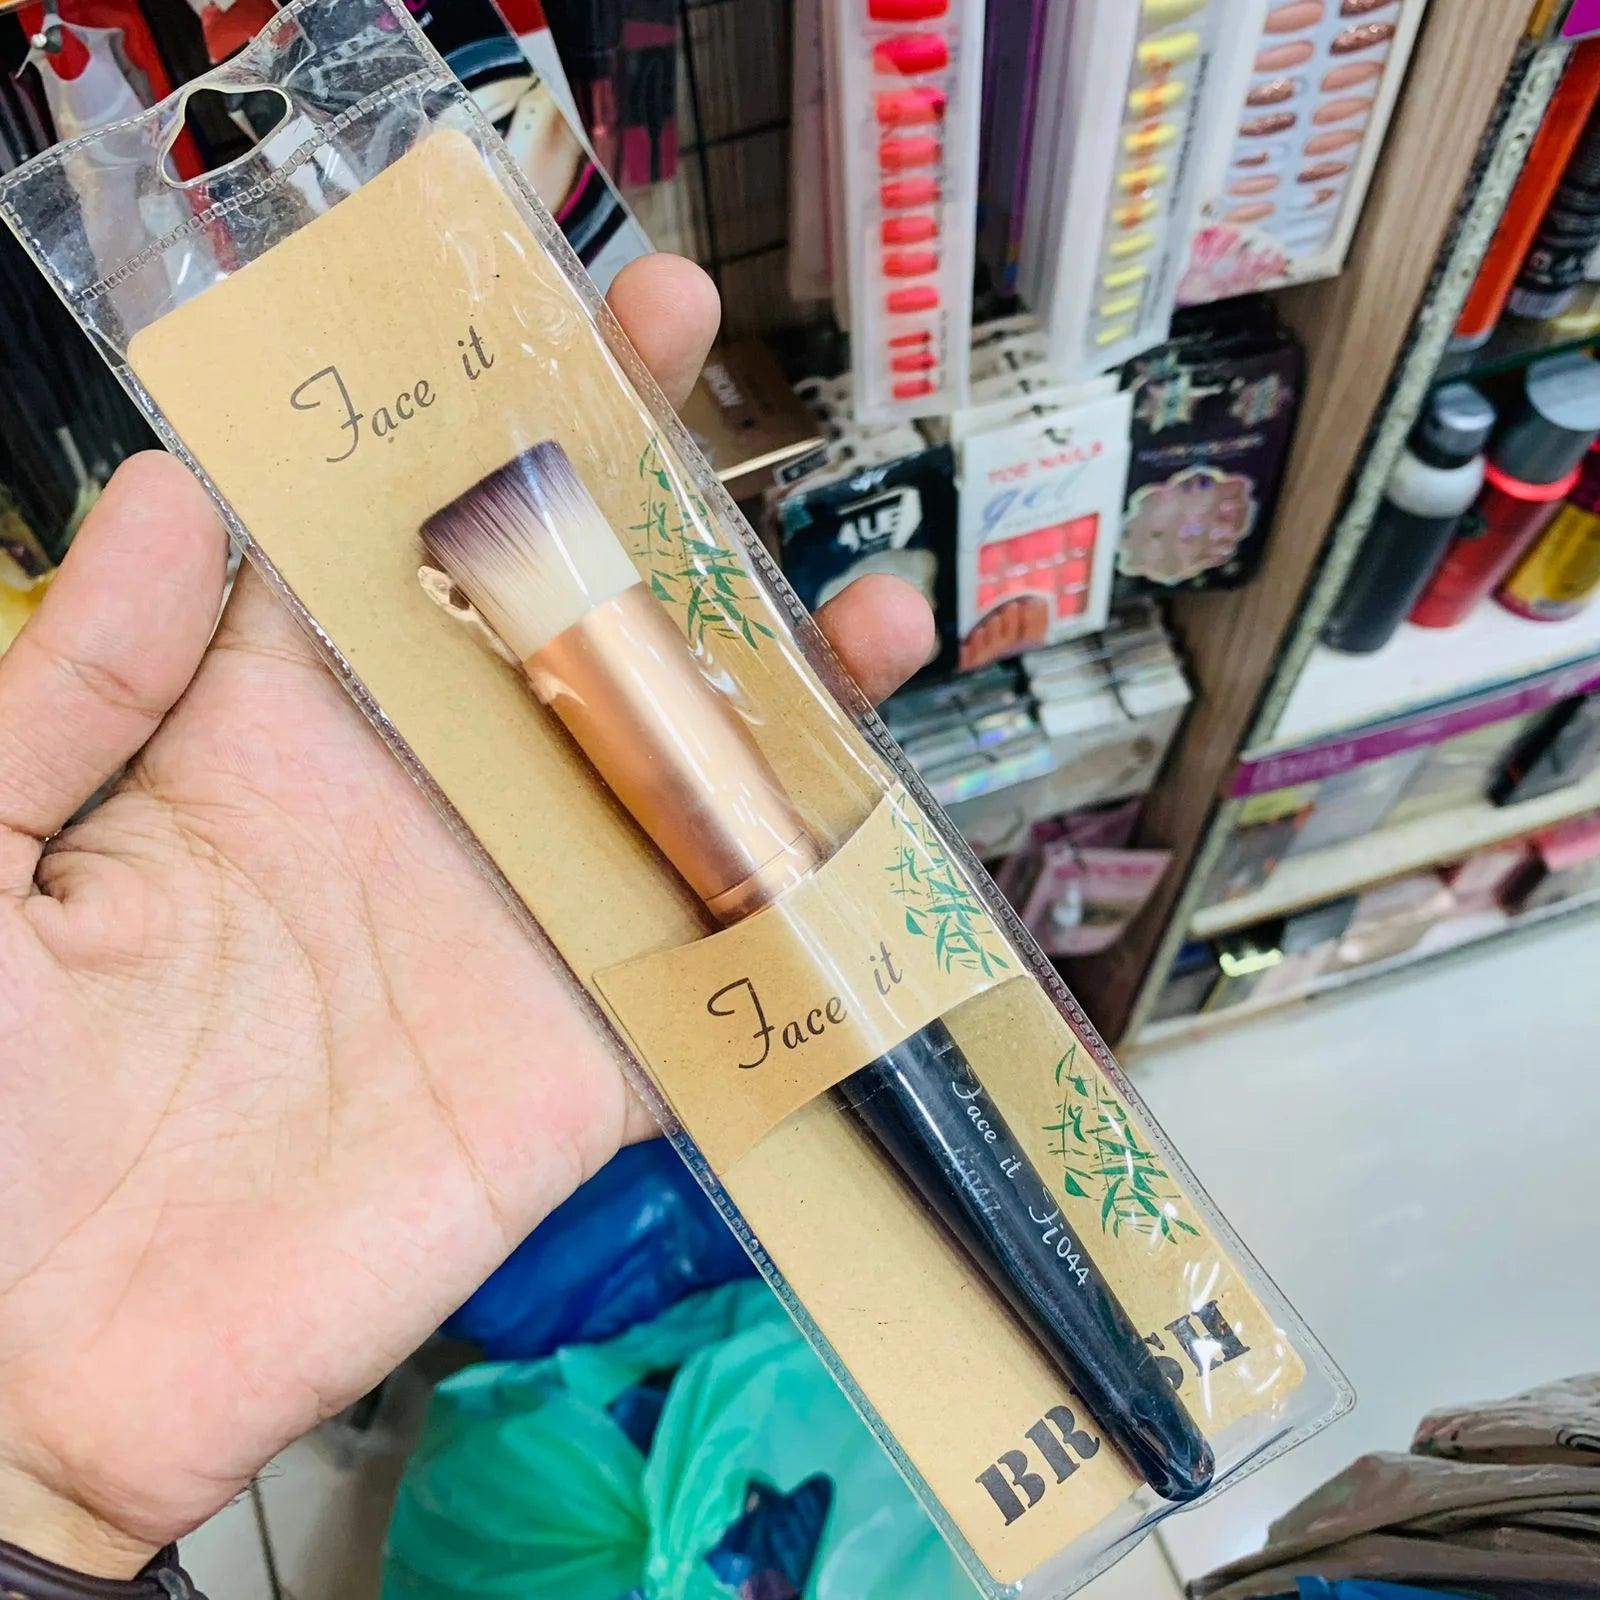 Face it
Face it
Face it Fi044
BRUSH
TOE NAILS
gel